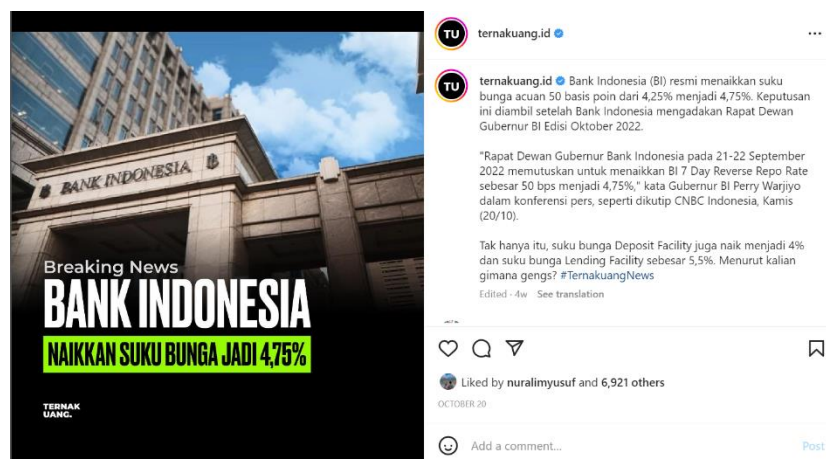 BANK INDONESIA
Breaking News
BANK INDONESIA
NAIKKAN SUKU BUNGA JADI 4,75%
TERNAK
UANG.
TU
ternakuang.id
TU
ternakuang.id Bank Indonesia (BI) resmi menaikkan suku
bunga acuan 50 basis poin dari 4,25% menjadi 4,75%. Keputusan
ini diambil setelah Bank Indonesia mengadakan Rapat Dewan
Gubernur BI Edisi Oktober 2022.
"Rapat Dewan Gubernur Bank Indonesia pada 21-22 September
2022 memutuskan untuk menaikkan BI 7 Day Reverse Repo Rate
sebesar 50 bps menjadi 4,75%," kata Gubernur BI Perry Warjiyo
dalam konferensi pers, seperti dikutip CNBC Indonesia, Kamis
(20/10).
Tak hanya itu, suku bunga Deposit Facility juga naik menjadi 4%
dan suku bunga Lending Facility sebesar 5,5%. Menurut kalian
gimana gengs? #TernakuangNews
Edited · 4w See translation
Liked by nuralimyusuf and 6,921 others
OCTOBER 20
Add a comment...
Post